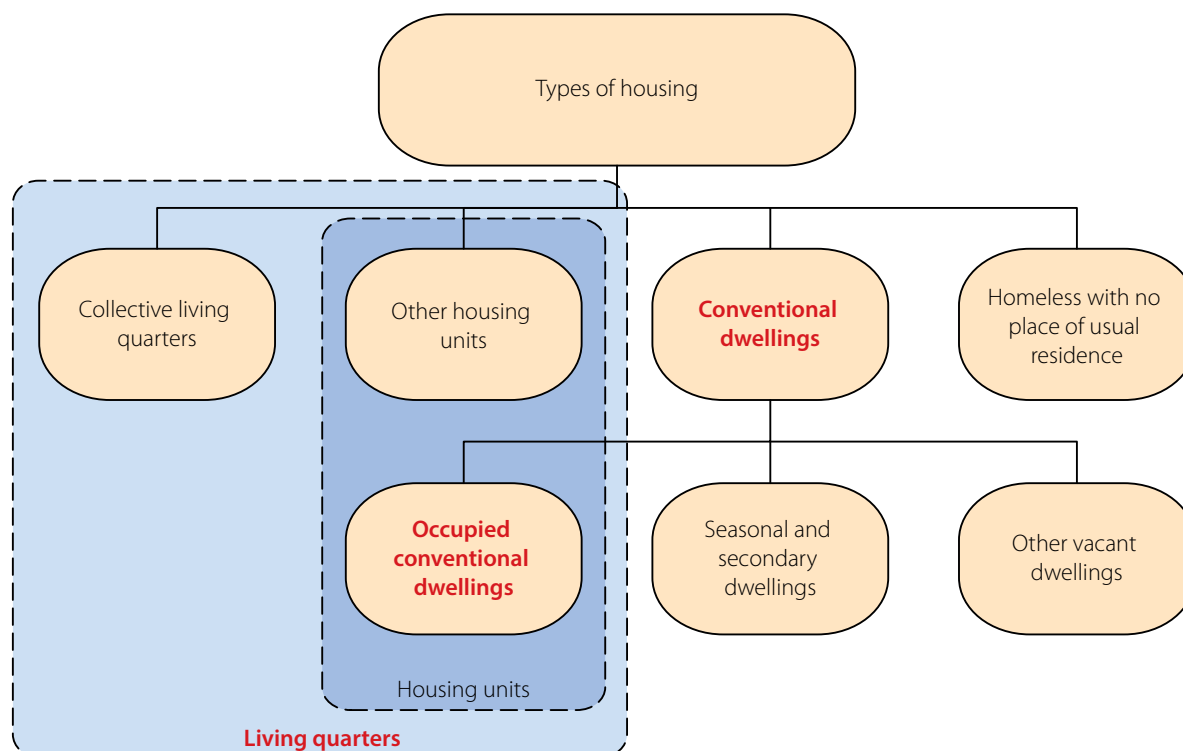 Types of housing
Collective living
quarters
Other housing
units
Conventional
dwellings
Homeless with no
place of usual
residence
Occupied
conventional
dwellings
Seasonal and
secondary
dwellings
Other vacant
dwellings
Housing units
Living quarters